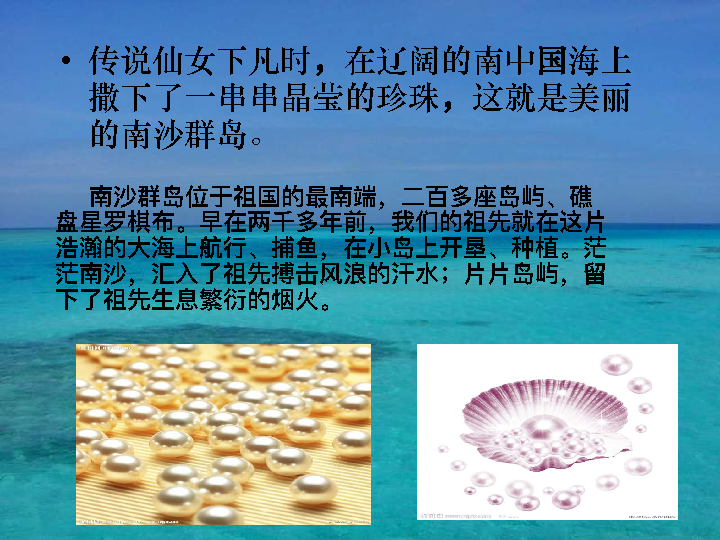 • 传说仙女下凡时，在辽阔的南中国海上
撒下了一串串晶莹的珍珠，这就是美丽
的南沙群岛。
南沙群岛位于祖国的最南端，二百多座岛屿、礁
盘星罗棋布。早在两千多年前，我们的祖先就在这片
浩瀚的大海上航行、捕鱼，在小岛上开垦、种植。茫
茫南沙，汇入了祖先搏击风浪的汗水；片片岛屿，留
下了祖先生息繁衍的烟火。